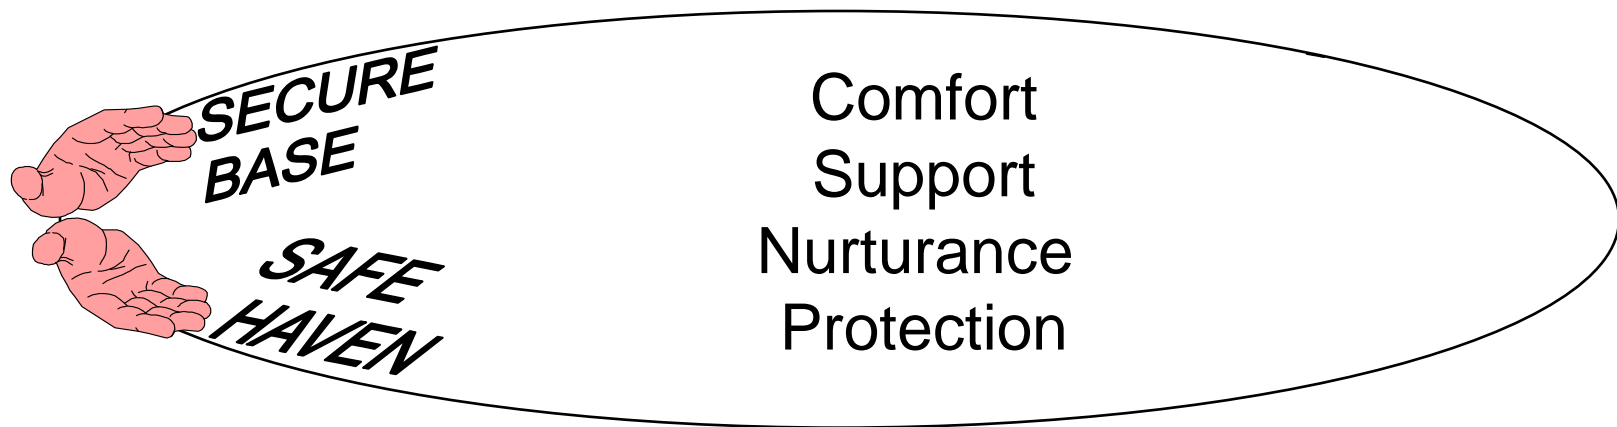 SECURE
BASE
SAFE
HAVEN
Comfort
Support
Nurturance
Protection